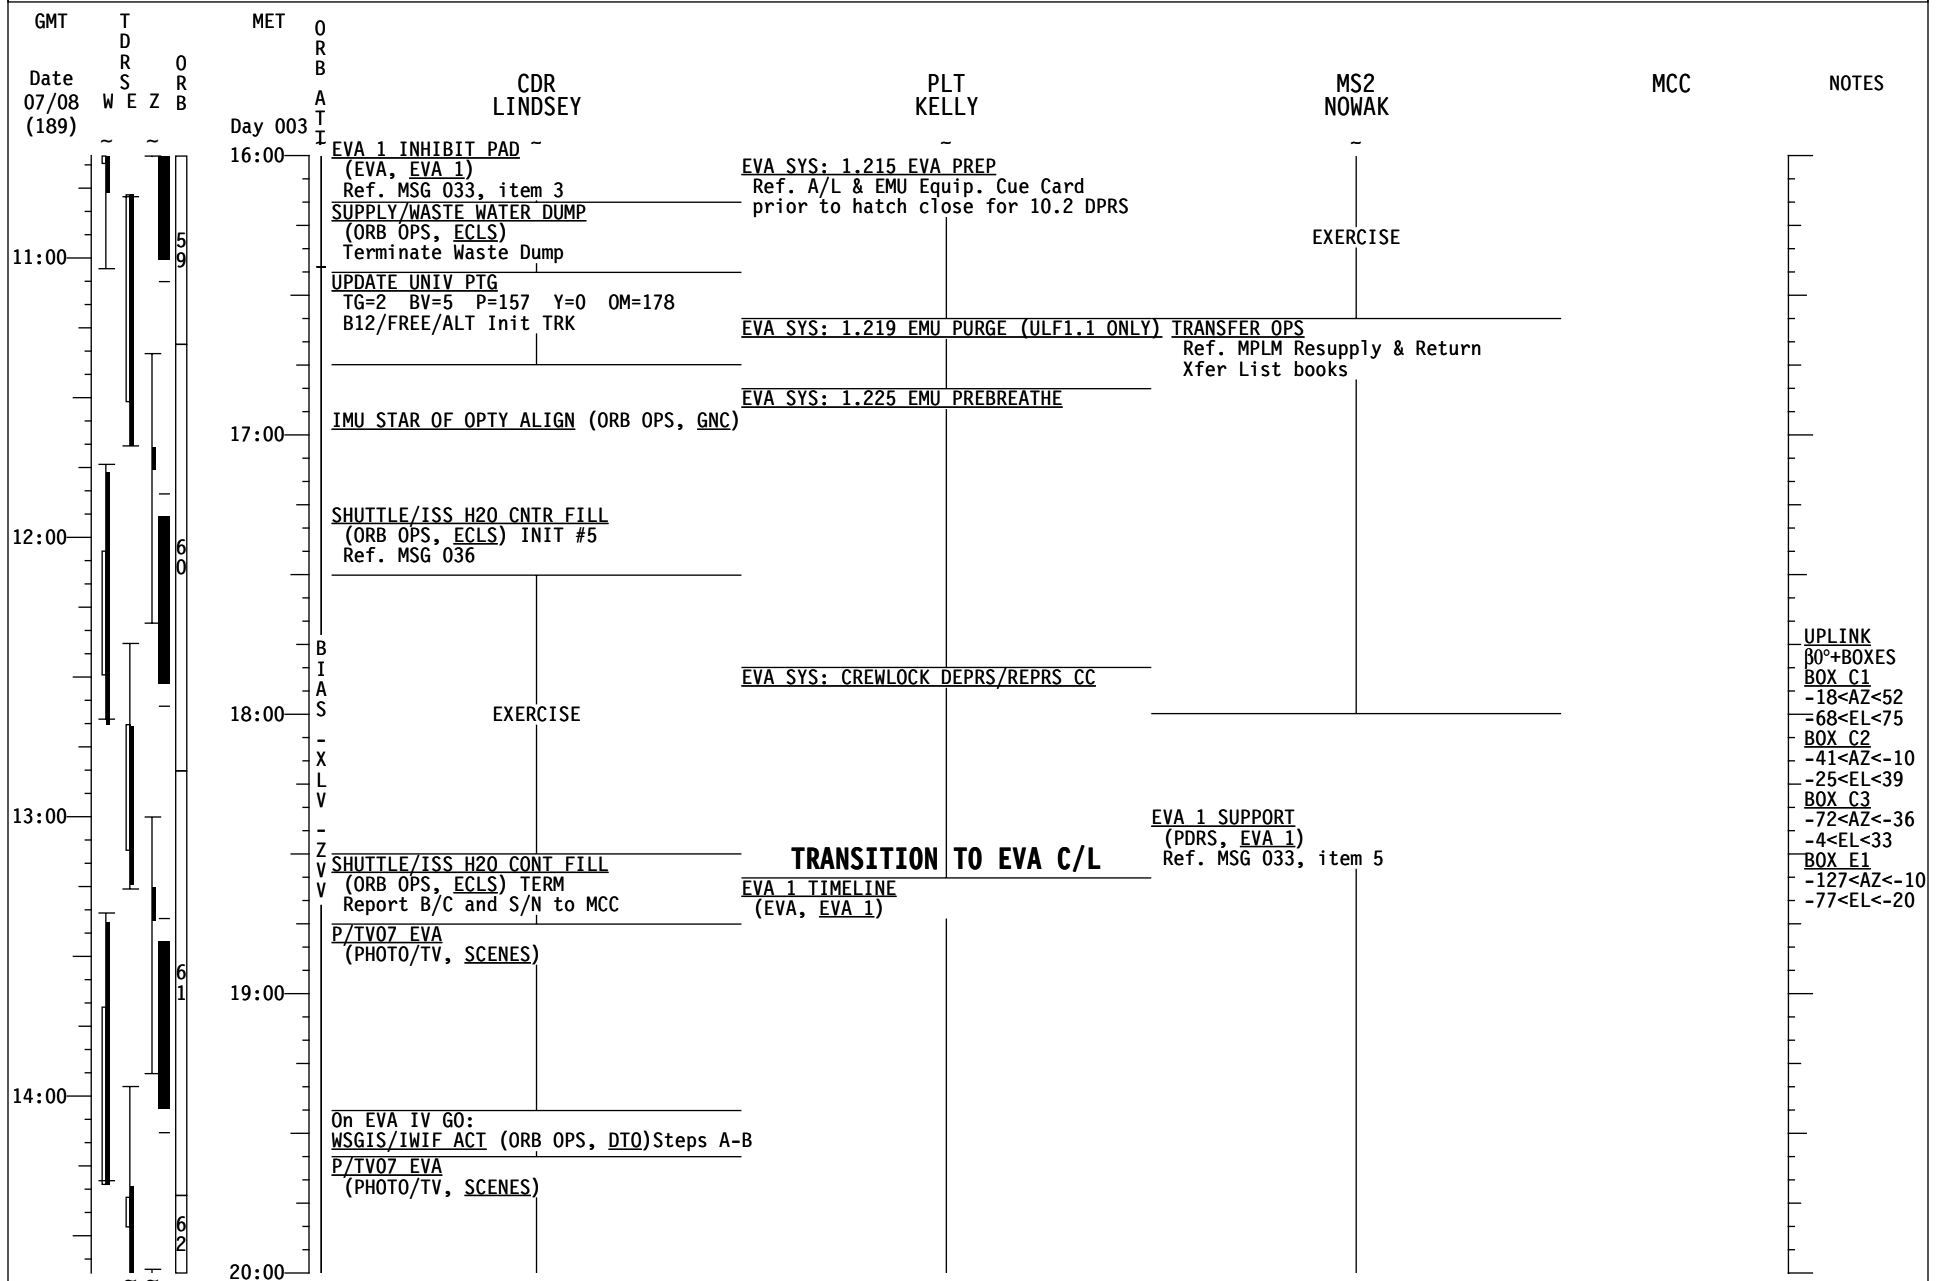 GMT
TDRS
MET
ORB ATT
Date
07/08
(189)
W E Z
ORB
Day 003
CDR
LINDSEY
PLT
KELLY
MS2
NOWAK
MCC
NOTES
~ ~ ~ ~ ~
16:00
11:00
17:00
12:00
18:00
13:00
19:00
14:00
20:00
59
60
61
62
BIAS -XLV -ZVV
EVA 1 INHIBIT PAD
(EVA, EVA 1)
Ref. MSG 033, item 3
SUPPLY/WASTE WATER DUMP
(ORB OPS, ECLS)
Terminate Waste Dump
UPDATE UNIV PTG
TG=2 BV=5 P=157 Y=0 OM=178
B12/FREE/ALT Init TRK
IMU STAR OF OPTY ALIGN (ORB OPS, GNC)
SHUTTLE/ISS H2O CNTR FILL
(ORB OPS, ECLS) INIT #5
Ref. MSG 036
EXERCISE
SHUTTLE/ISS H2O CONT FILL
(ORB OPS, ECLS) TERM
Report B/C and S/N to MCC
P/TV07 EVA
(PHOTO/TV, SCENES)
On EVA IV GO:
WSGIS/IWIF ACT (ORB OPS, DTO)Steps A-B
P/TV07 EVA
(PHOTO/TV, SCENES)
EVA SYS: 1.215 EVA PREP
Ref. A/L & EMU Equip. Cue Card
prior to hatch close for 10.2 DPRS
EVA SYS: 1.219 EMU PURGE (ULF1.1 ONLY)
EVA SYS: 1.225 EMU PREBREATHE
EVA SYS: CREWLOCK DEPRS/REPRS CC
TRANSITION TO EVA C/L
EVA 1 TIMELINE
(EVA, EVA 1)
EXERCISE
TRANSFER OPS
Ref. MPLM Resupply & Return
Xfer List books
EVA 1 SUPPORT
(PDRS, EVA 1)
Ref. MSG 033, item 5
UPLINK
β0°+BOXES
BOX C1
-18<AZ<52
-68<EL<75
BOX C2
-41<AZ<-10
-25<EL<39
BOX C3
-72<AZ<-36
-4<EL<33
BOX E1
-127<AZ<-10
-77<EL<-20